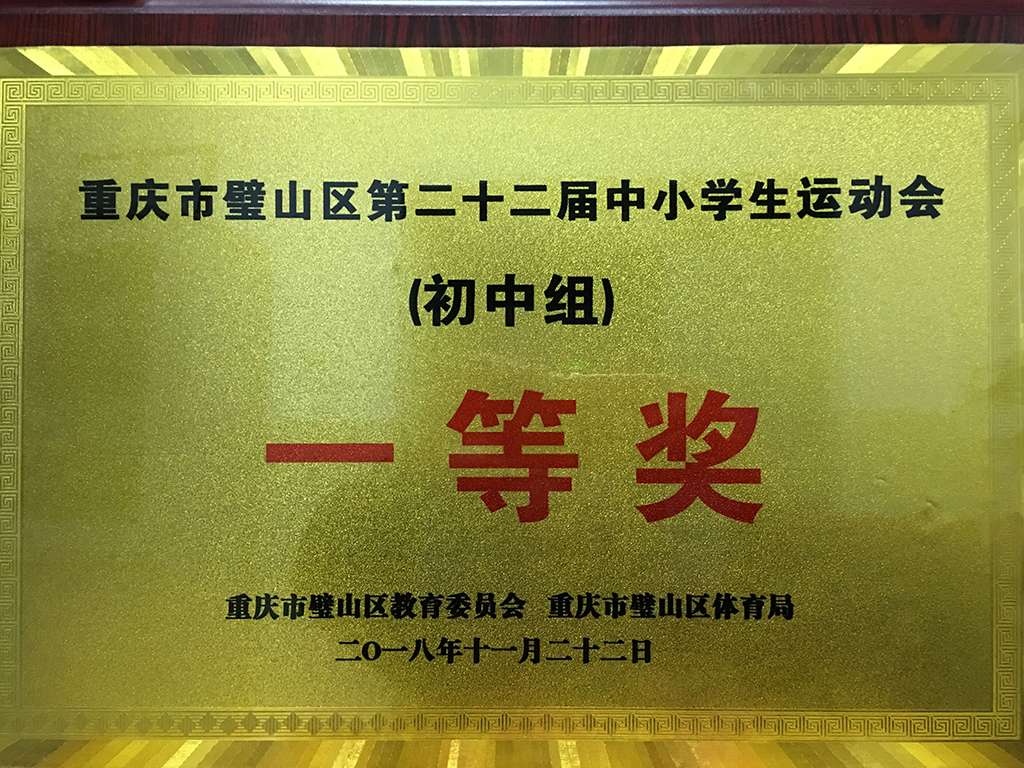 重庆市璧山区第二十二届中小学生运动会
(初中组)
一等奖
重庆市璧山区教育委员会 重庆市璧山区体育局
二〇一八年十一月二十二日